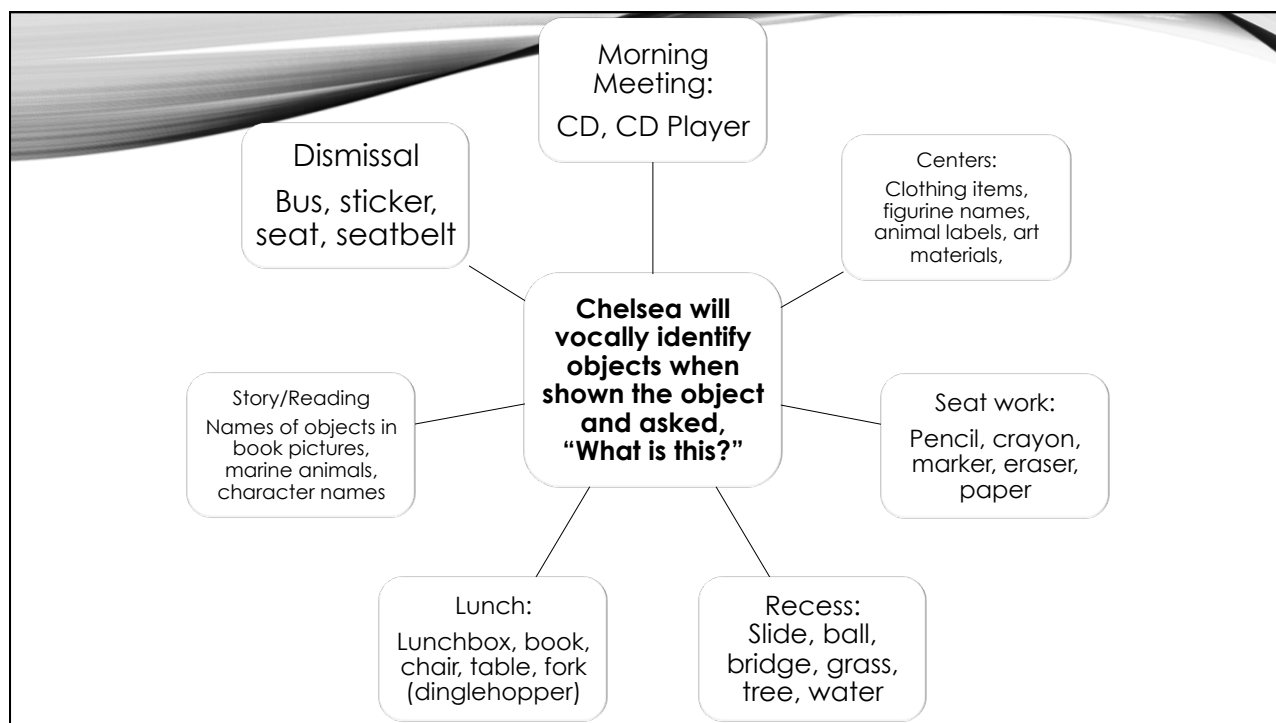 Morning
Meeting:
CD, CD Player
Centers:
Clothing items,
figurine names,
animal labels, art
materials,
Seat work:
Pencil, crayon,
marker, eraser,
paper
Recess:
Slide, ball,
bridge, grass,
tree, water
Lunch:
Lunchbox, book,
chair, table, fork
(dinglehopper)
Story/Reading
Names of objects in
book pictures,
marine animals,
character names
Dismissal
Bus, sticker,
seat, seatbelt
Chelsea will
vocally identify
objects when
shown the object
and asked,
“What is this?”